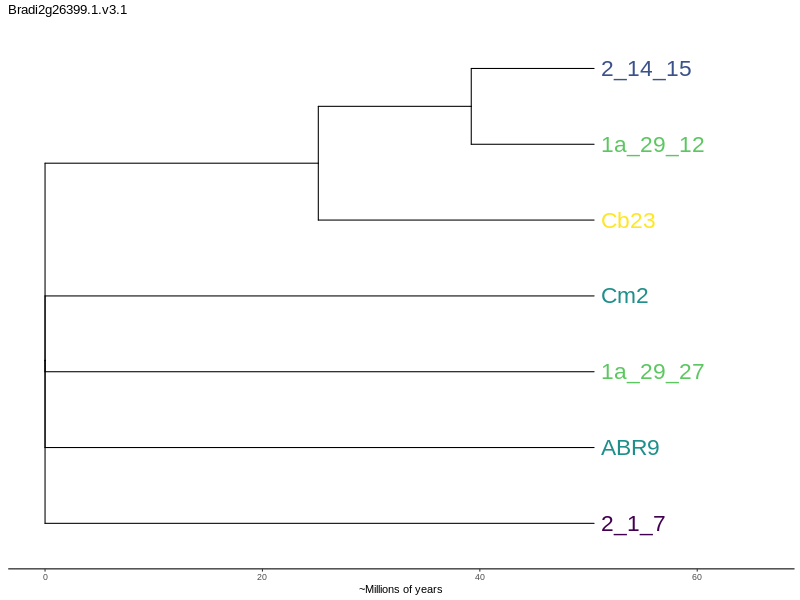 Bradi2g26399.1.v3.1
2_14_15
1a_29_12
Cb23
Cm2
1a_29_27
ABR9
2_1_7
0 20 40 60
~Millions of years